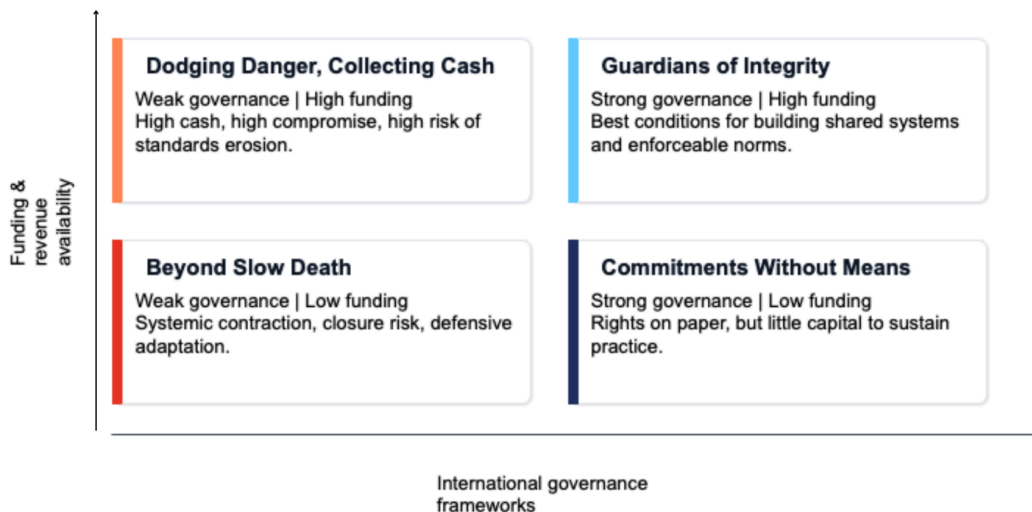 Funding &
revenue
availability
Dodging Danger, Collecting Cash
Weak governance | High funding
High cash, high compromise, high risk of
standards erosion.
Guardians of Integrity
Strong governance | High funding
Best conditions for building shared systems
and enforceable norms.
Beyond Slow Death
Weak governance | Low funding
Systemic contraction, closure risk, defensive
adaptation.
Commitments Without Means
Strong governance | Low funding
Rights on paper, but little capital to sustain
practice.
International governance
frameworks